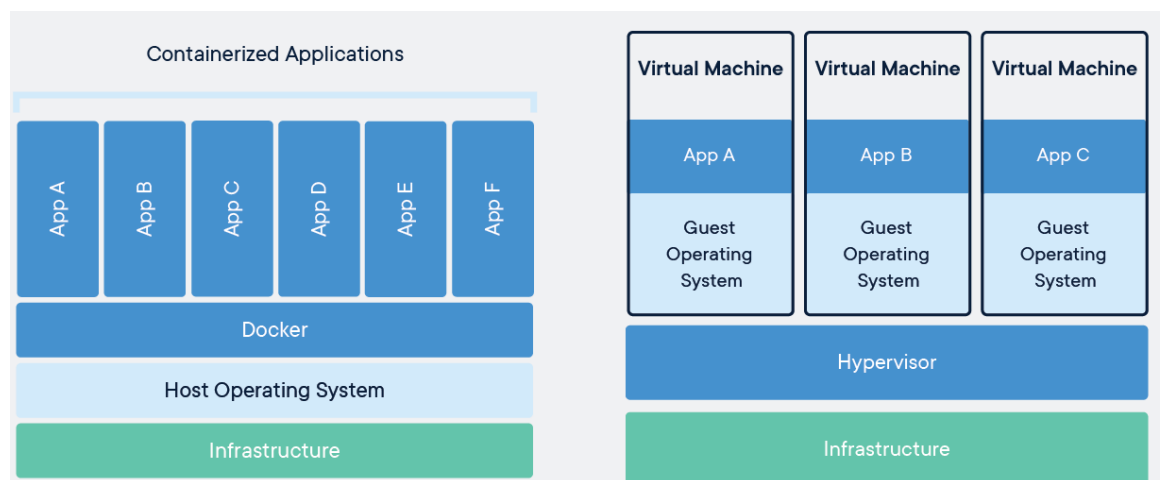 Containerized Applications
App A
App B
App C
App D
App E
App F
Docker
Host Operating System
Infrastructure
Virtual Machine
App A
Guest
Operating
System
Virtual Machine
App B
Guest
Operating
System
Virtual Machine
App C
Guest
Operating
System
Hypervisor
Infrastructure